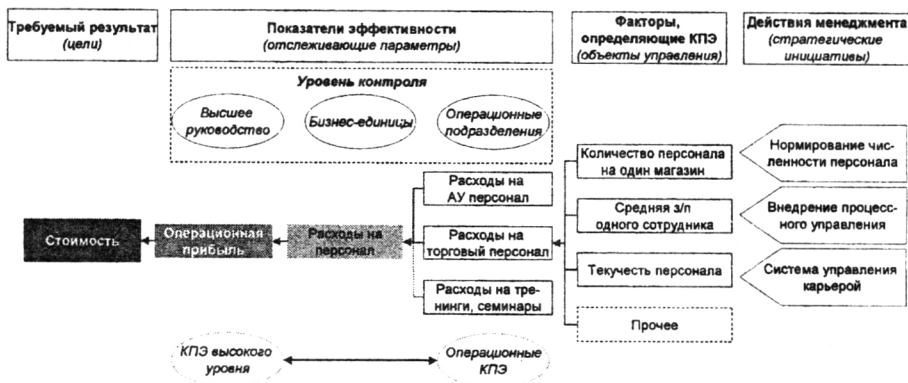 Требуемый результат
(цели)
Показатели эффективности
(отслеживающие параметры)
Факторы,
определяющие КПЭ
(объекты управления)
Действия менеджмента
(стратегические
инициативы)
Уровень контроля
Высшее
руководство
Бизнес-единицы
Операционные
подразделения
Количество персонала
на один магазин
Нормирование чис-
ленности персонала
Расходы на
АУ персонал
Средняя з/п
одного сотрудника
Внедрение процесс-
ного управления
Стоимость
Операционная
прибыль
Расходы на
персонал
Расходы на
торговый персонал
Текучесть персонала
Система управления
карьерой
Расходы на тре-
нинги, семинары
Прочее
КПЭ высокого
уровня
Операционные
КПЭ